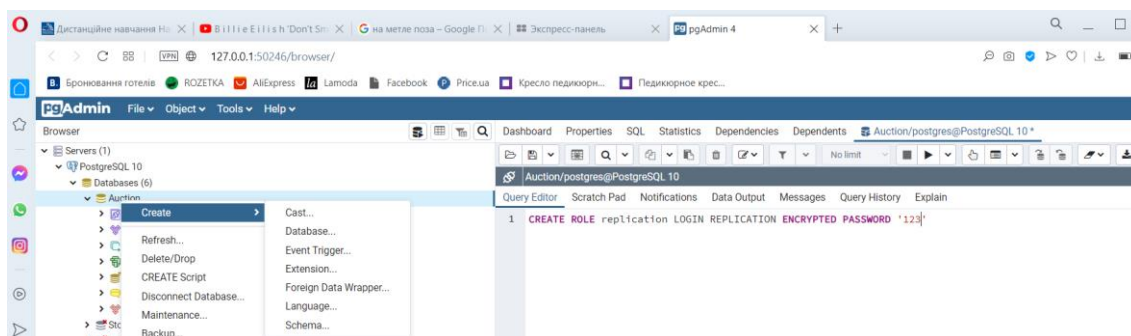 Дистанційне навчання На
B i l l i e E i l i s h 'Don't Sm
на метле поза – Google П
Экспресс-панель
pgAdmin 4
VPN 127.0.0.1:50246/browser/
Бронювання готелів ROZETKA AliExpress la Lamoda Facebook Price.ua Кресло педикюрн... Педикюрное крес...
pgAdmin File Object Tools Help
Browser
Dashboard Properties SQL Statistics Dependencies Dependents Auction/postgres@PostgreSQL 10 *
Servers (1)
PostgreSQL 10
Databases (6)
Auction
No limit
Auction/postgres@PostgreSQL 10
Query Editor Scratch Pad Notifications Data Output Messages Query History Explain
1 CREATE ROLE replication LOGIN REPLICATION ENCRYPTED PASSWORD '123'
Create
Refresh...
Delete/Drop
CREATE Script
Disconnect Database...
Maintenance...
Backup...
Cast...
Database...
Event Trigger...
Extension...
Foreign Data Wrapper...
Language...
Schema...
Sto